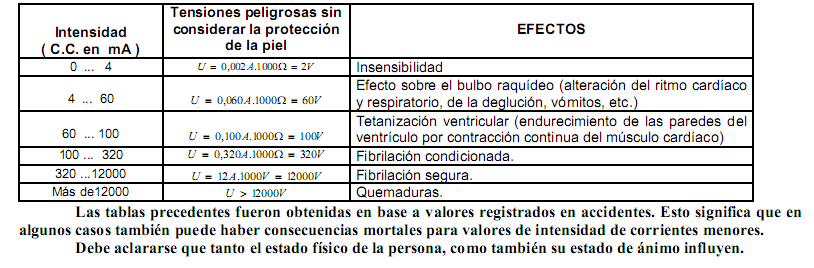 Intensidad
( C.C. en mA )
Tensiones peligrosas sin
considerar la protección
de la piel
EFECTOS
0 ... 4
U = 0,002A.1000Ω = 2V
Insensibilidad
4 ... 60
U = 0,060A.1000Ω = 60V
Efecto sobre el bulbo raquídeo (alteración del ritmo cardíaco
y respiratorio, de la deglución, vómitos, etc.)
60 ... 100
U = 0,100A.1000Ω = 100V
Tetanización ventricular (endurecimiento de las paredes del
ventrículo por contracción continua del músculo cardíaco)
100 ... 320
U = 0,320A.1000Ω = 320V
Fibrilación condicionada.
320 ...12000
U = 12A.1000V = 12000V
Fibrilación segura.
Más de12000
U > 12000V
Quemaduras.
Las tablas precedentes fueron obtenidas en base a valores registrados en accidentes. Esto significa que en
algunos casos también puede haber consecuencias mortales para valores de intensidad de corrientes menores.
Debe aclararse que tanto el estado físico de la persona, como también su estado de ánimo influyen.